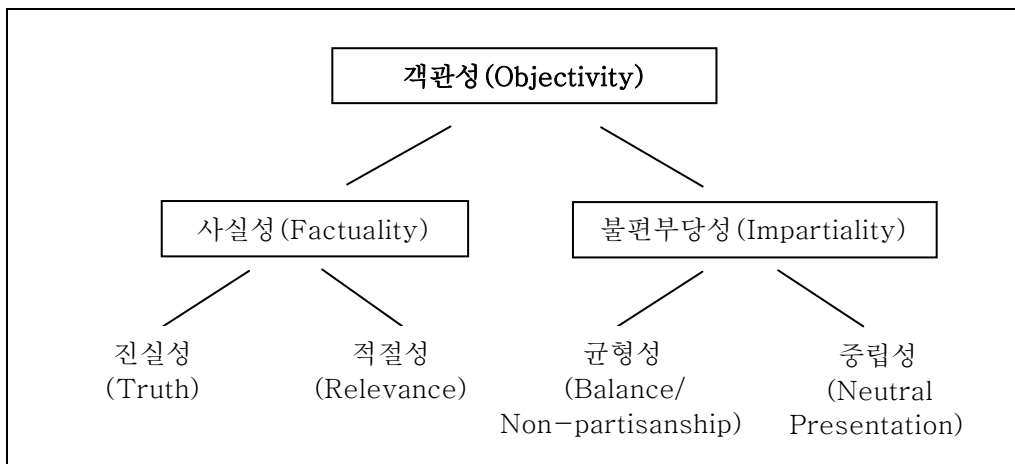 객관성(Objectivity)
사실성(Factuality)
불편부당성(Impartiality)
진실성
(Truth)
적절성
(Relevance)
균형성
(Balance/
Non-partisanship)
중립성
(Neutral
Presentation)